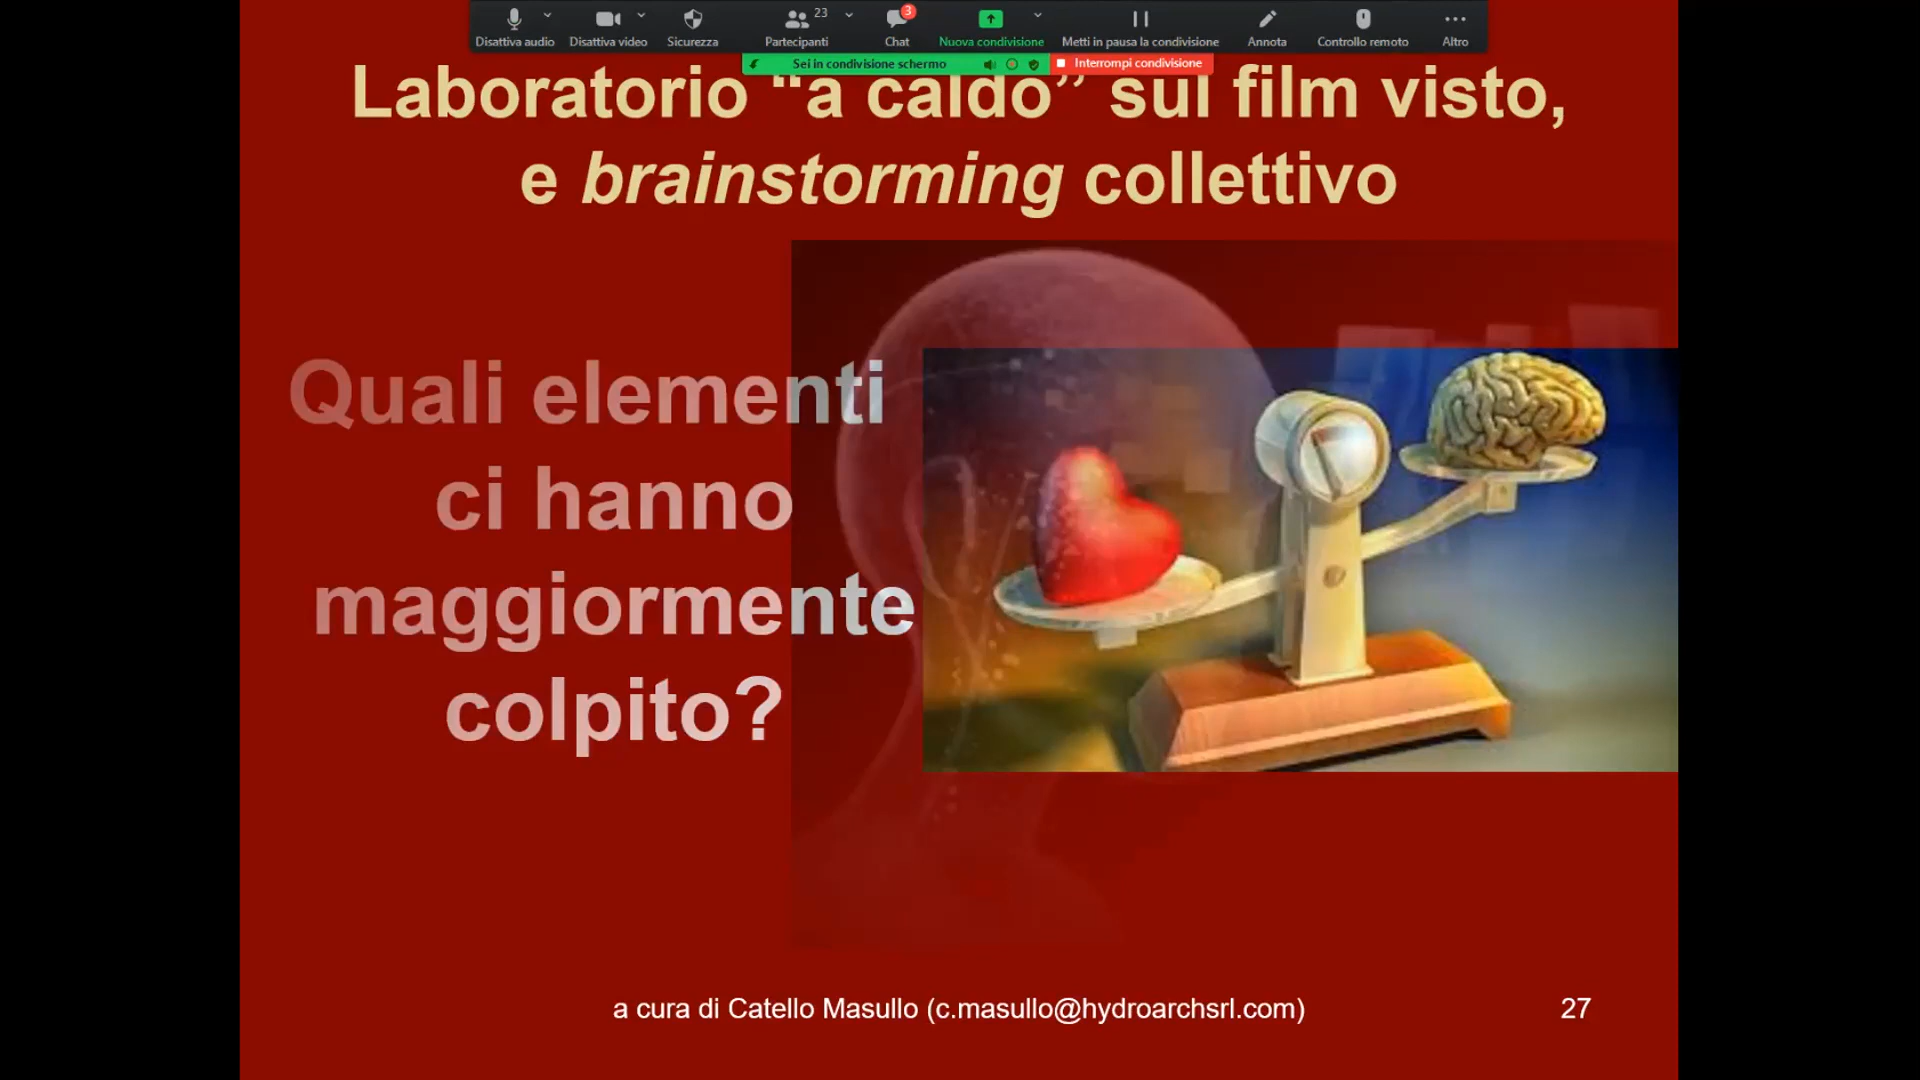 Disattiva audio
Disattiva video
Sicurezza
23
Partecipanti
3
Chat
Nuova condivisione
Metti in pausa la condivisione
Annota
Controllo remoto
Altro
Sei in condivisione schermo
Interrompi condivisione
Laboratorio “a caldo” sul film visto,
e brainstorming collettivo
Quali elementi
ci hanno
maggiormente
colpito?
a cura di Catello Masullo (c.masullo@hydroarchsrl.com)
27